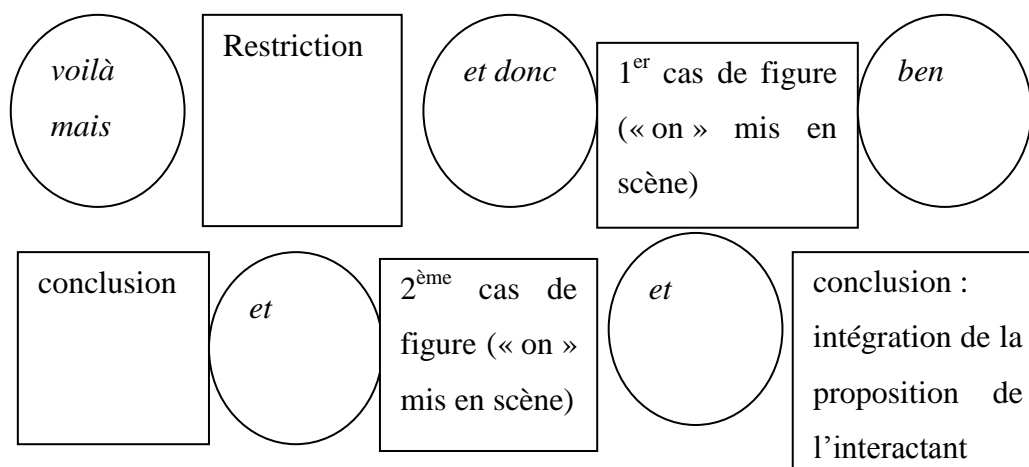 voilà
mais
Restriction
et donc
1er cas de figure
(« on » mis en
scène)
ben
conclusion
et
2ème cas de
figure (« on »
mis en scène)
et
conclusion :
intégration de la
proposition de
l’interactant